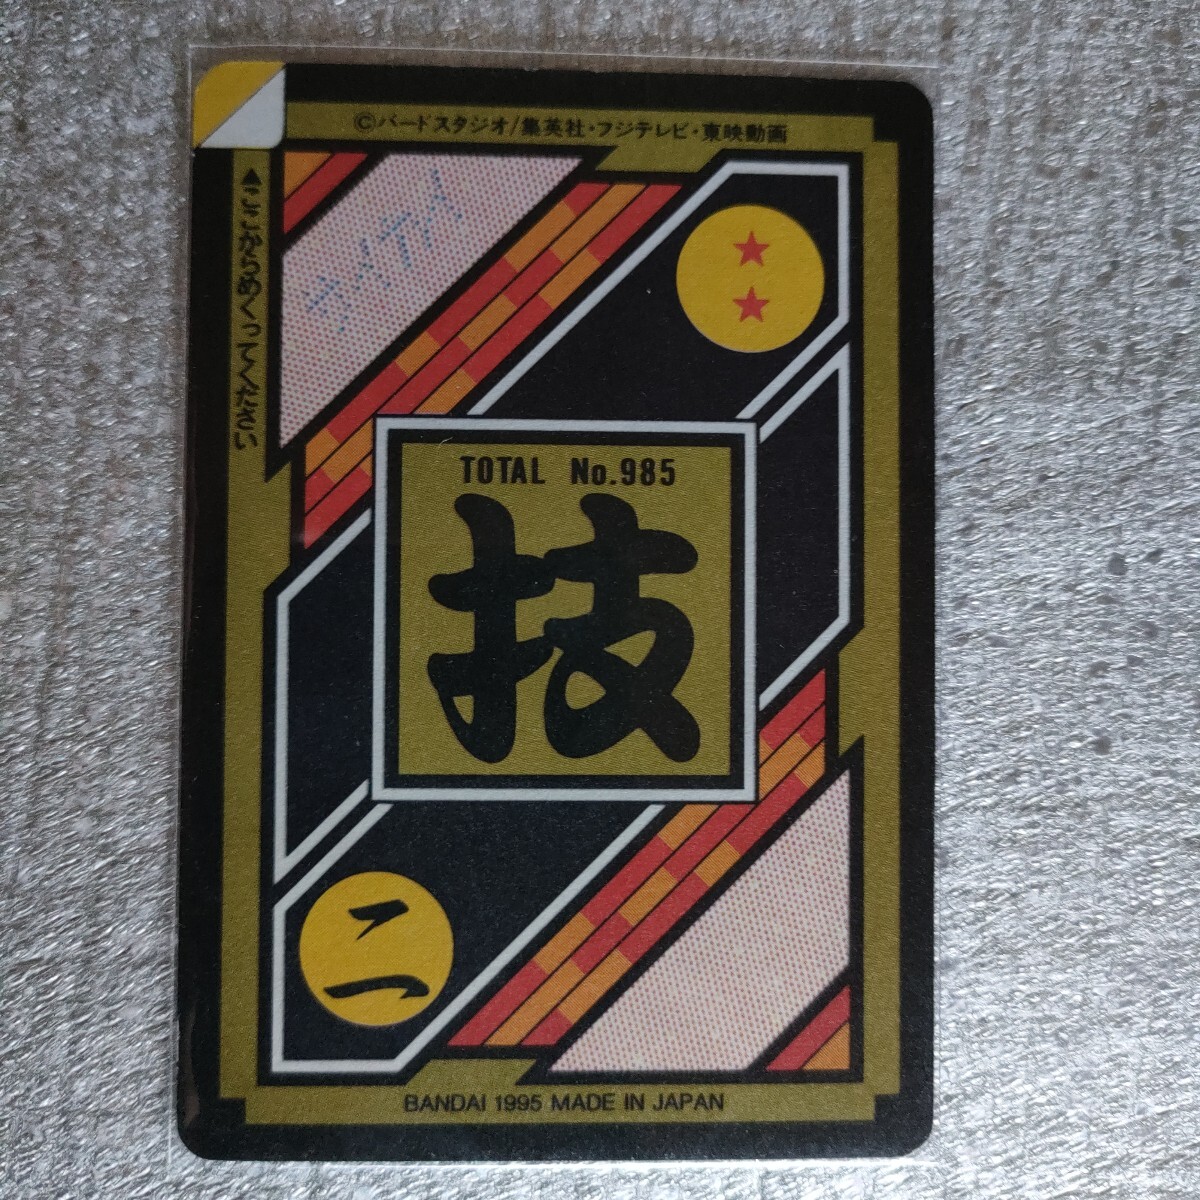 ©バードスタジオ/集英社・フジテレビ・東映動画
▲ここからめくってください
TOTAL No.985
技
二
BANDAI 1995 MADE IN JAPAN